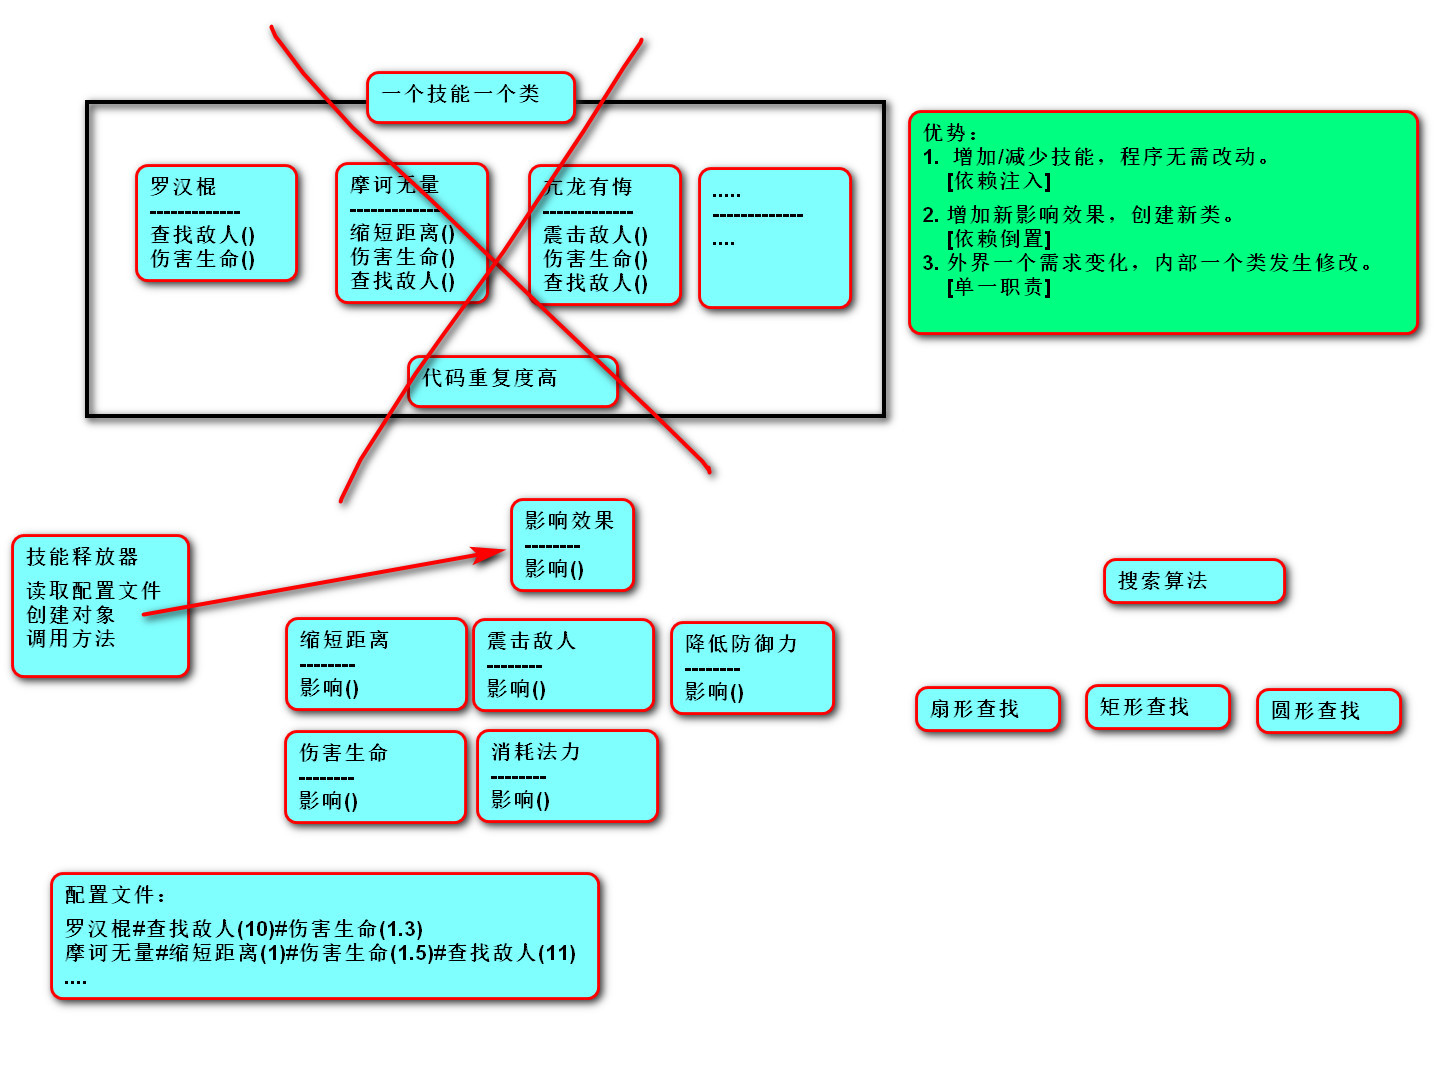 一个技能一个类
罗汉棍
-------------
查找敌人()
伤害生命()
摩诃无量
-------------
缩短距离()
伤害生命()
查找敌人()
亢龙有悔
-------------
震击敌人()
伤害生命()
查找敌人()
.....
-------------
....
代码重复度高
优势：
1. 增加/减少技能，程序无需改动。
[依赖注入]
2. 增加新影响效果，创建新类。
[依赖倒置]
3. 外界一个需求变化，内部一个类发生修改。
[单一职责]
技能释放器
读取配置文件
创建对象
调用方法
影响效果
--------
影响()
缩短距离
--------
影响()
震击敌人
--------
影响()
降低防御力
--------
影响()
伤害生命
--------
影响()
消耗法力
--------
影响()
搜索算法
扇形查找
矩形查找
圆形查找
配置文件：
罗汉棍#查找敌人(10)#伤害生命(1.3)
摩诃无量#缩短距离(1)#伤害生命(1.5)#查找敌人(11)
....